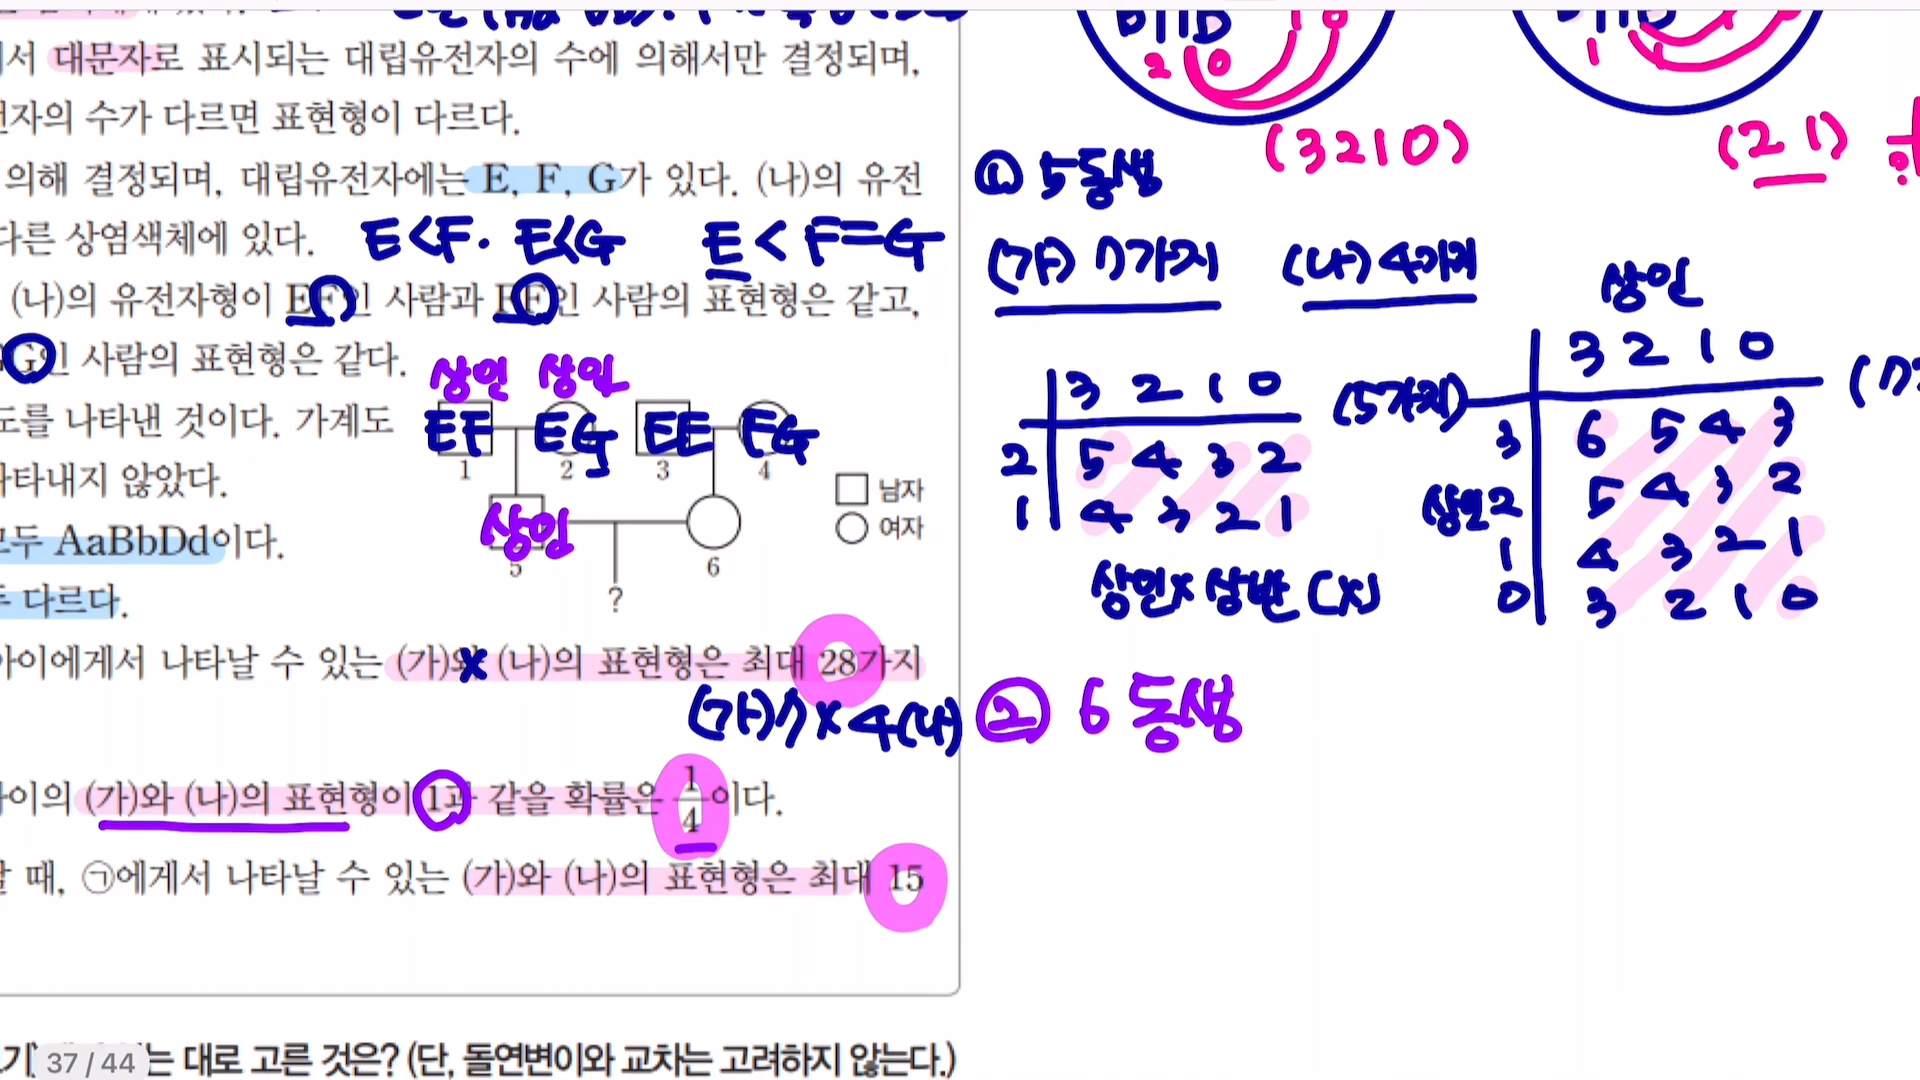 서 대문자로 표시되는 대립유전자의 수에 의해서만 결정되며,
전자의 수가 다르면 표현형이 다르다.
의해 결정되며, 대립유전자에는 E, F, G가 있다. (나)의 유전
다른 상염색체에 있다. E<F. E<G E<F=G
(나)의 유전자형이 EF인 사람과 FF인 사람의 표현형은 같고,
G인 사람의 표현형은 같다.
도를 나타낸 것이다. 가계도
나타내지 않았다.
모두 AaBbDd이다.
두 다르다.
상인 상인
EF EG EE FG
1 2 3 4
상인
5 6
?
남자
여자
아이에게서 나타날 수 있는 (가)와 (나)의 표현형은 최대 28가지
(가)7×4(나)
아이의 (가)와 (나)의 표현형이 1과 같을 확률은 1/4이다.
할 때, ㉠에게서 나타날 수 있는 (가)와 (나)의 표현형은 최대 15
기 는 대로 고른 것은? (단, 돌연변이와 교차는 고려하지 않는다.)
37 / 44
2 0
1
(3210)
(21)
① 5동생
(가) 7가지 (나) 4가지
3 2 1 0 (5가지)
2 5 4 3 2
1 4 3 2 1
상인×상반 (X)
상인
3 2 1 0
3 6 5 4 3
상인 2 5 4 3 2
1 4 3 2 1
0 3 2 1 0
② 6동생